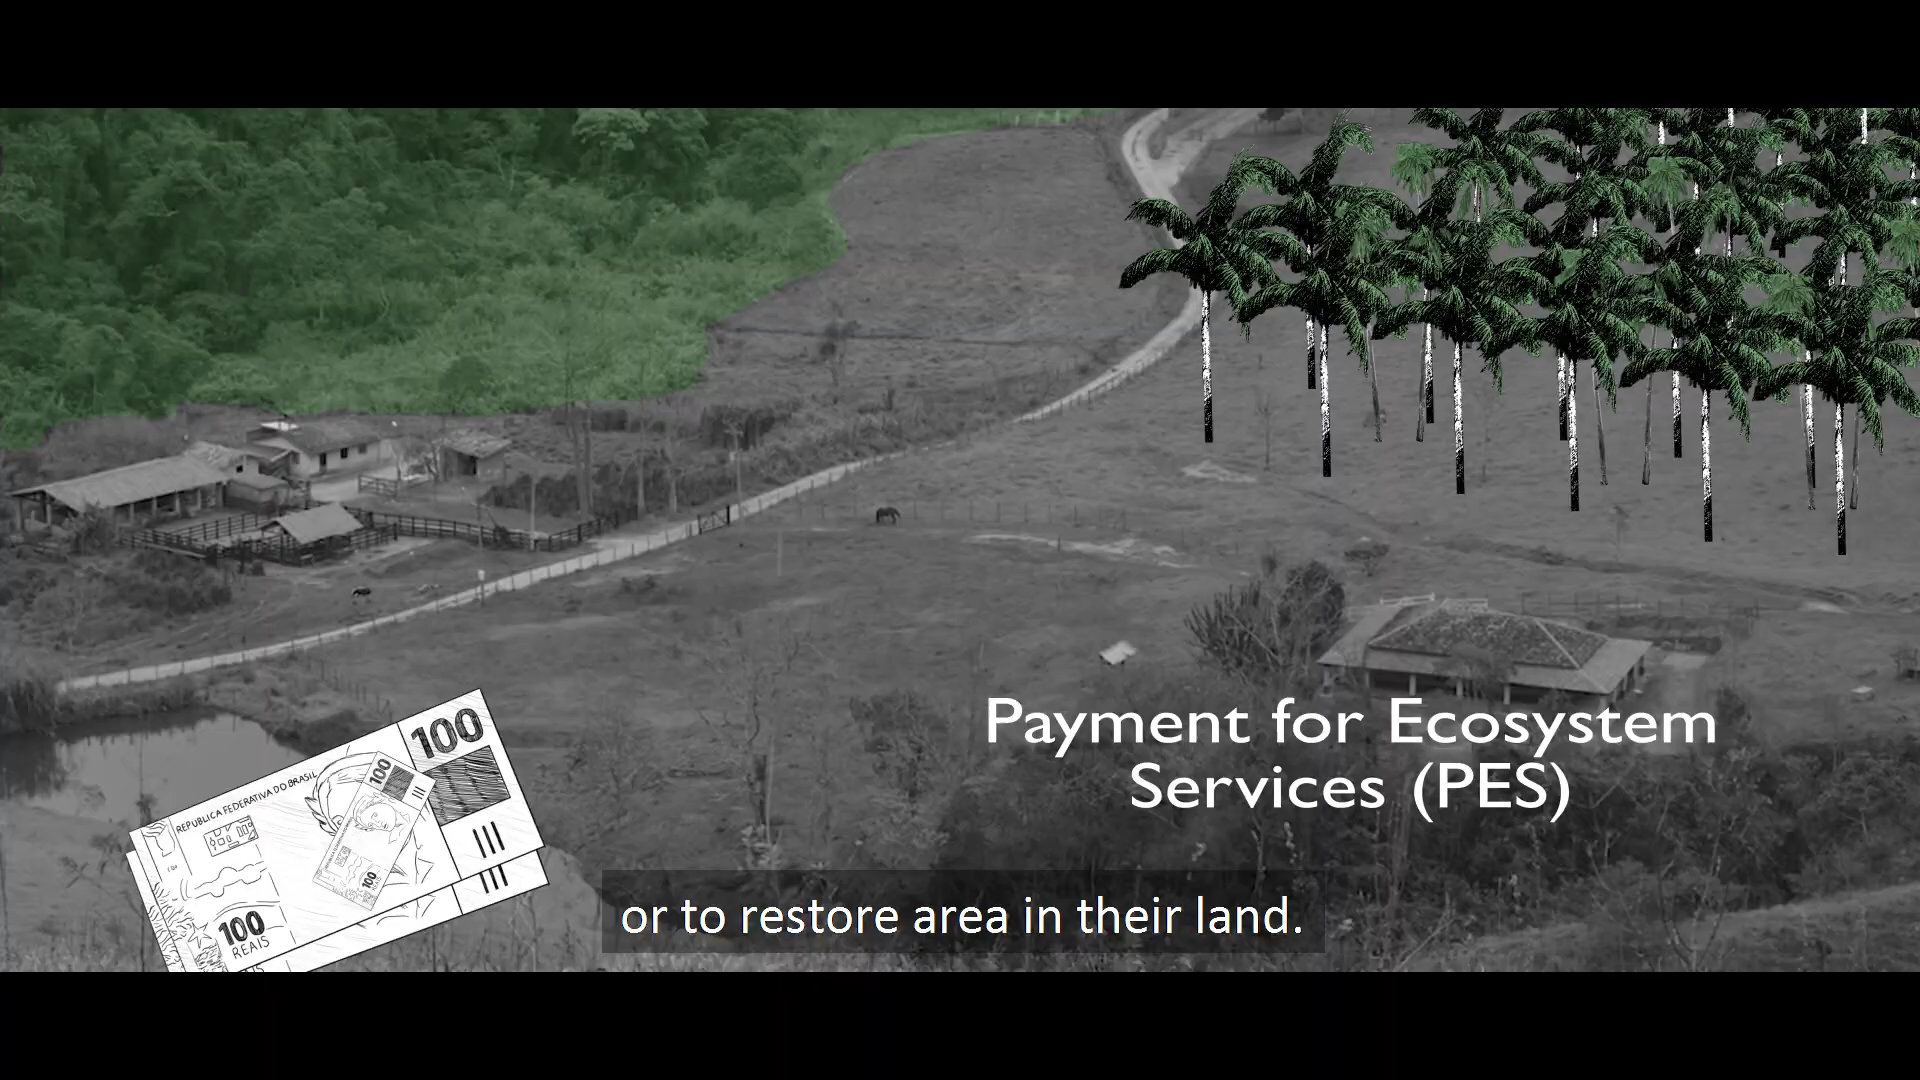 100
REPUBLICA FEDERATIVA DO BRASIL
100
100
100
REAIS
Payment for Ecosystem
Services (PES)
or to restore area in their land.